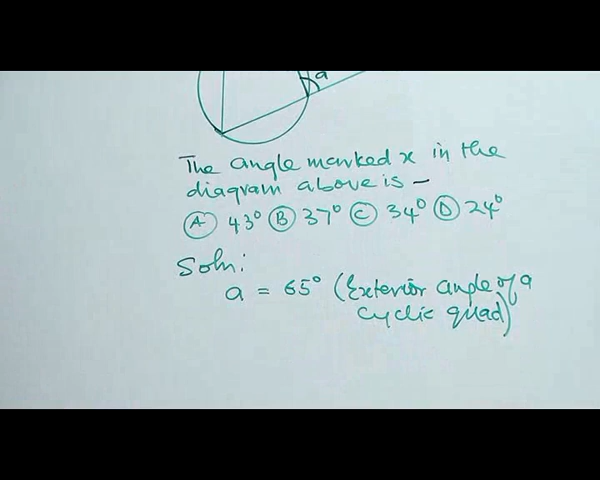 a
The angle marked x in the
diagram above is -
(A) 43° (B) 37° (C) 34° (D) 24°
Soln:
a = 65° (Exterior angle of a
cyclic quad)